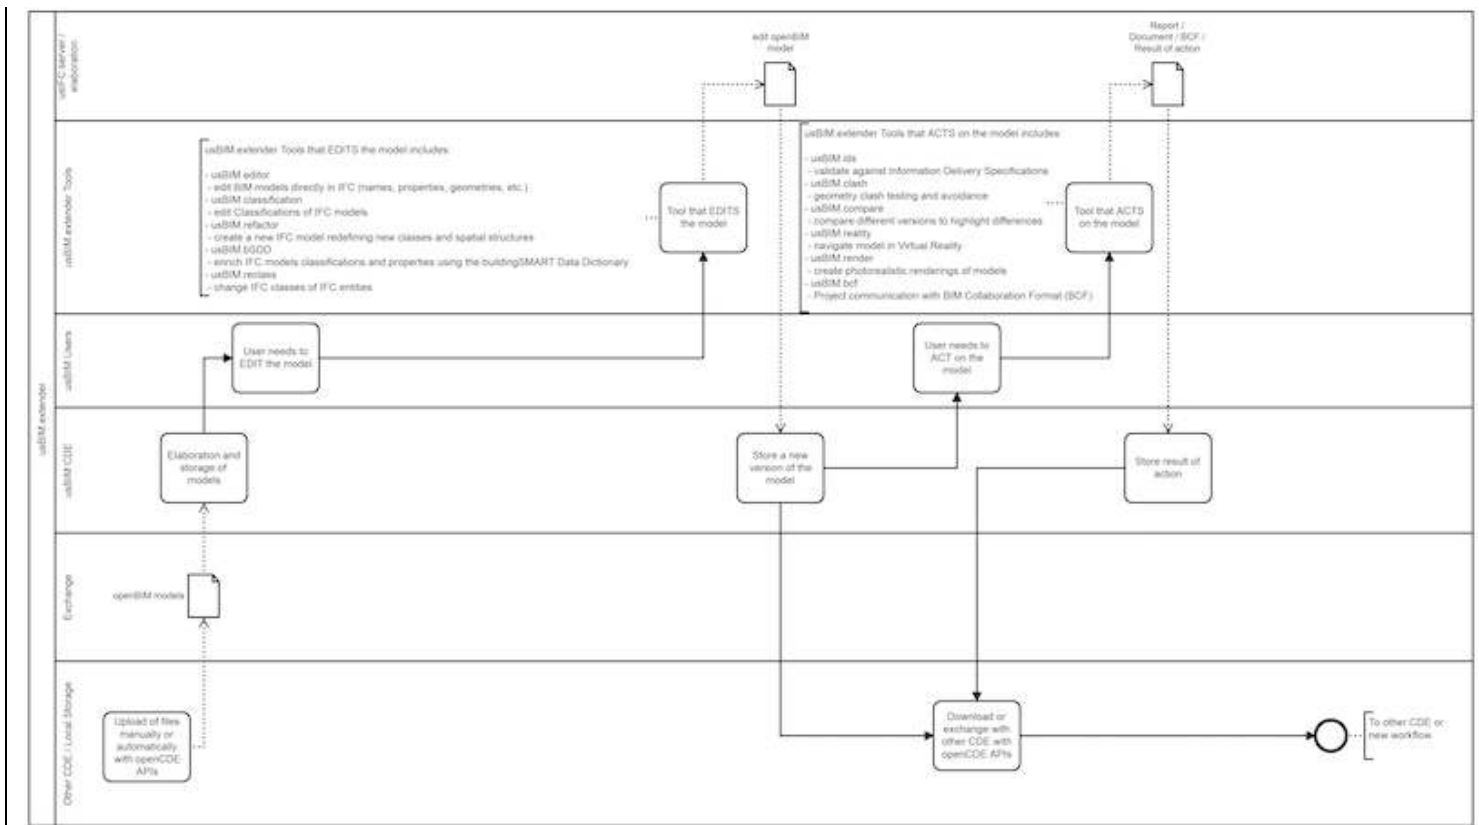 usBIM.extender
usIFC server /
elaboration
edit openBIM
model
Report /
Document / BCF /
Result of action
usBIM.extender Tools
usBIM.extender Tools that EDITS the model includes:
- usBIM.editor
- edit BIM models directly in IFC (names, properties, geometries, etc.)
- usBIM.classification
- edit Classifications of IFC models
- usBIM.refactor
- create a new IFC model redefining new classes and spatial structures
- usBIM.bSDD
- enrich IFC models classifications and properties using the buildingSMART Data Dictionary
- usBIM.reclass
- change IFC classes of IFC entities
Tool that EDITS
the model
usBIM.extender Tools that ACTS on the model includes:
- usBIM.ids
- validate against Information Delivery Specifications
- usBIM.clash
- geometry clash testing and avoidance
- usBIM.compare
- compare different versions to highlight differences
- usBIM.reality
- navigate model in Virtual Reality
- usBIM.render
- create photorealistic renderings of models
- usBIM.bcf
- Project communication with BIM Collaboration Format (BCF)
Tool that ACTS
on the model
usBIM Users
User needs to
EDIT the model
User needs to
ACT on the
model
usBIM CDE
Elaboration and
storage of
models
Store a new
version of the
model
Store result of
action
Exchange
openBIM models
Other CDE / Local Storage
Upload of files
manually or
automatically
with openCDE
APIs
Download or
exchange with
other CDE with
openCDE APIs
To other CDE or
new workflow